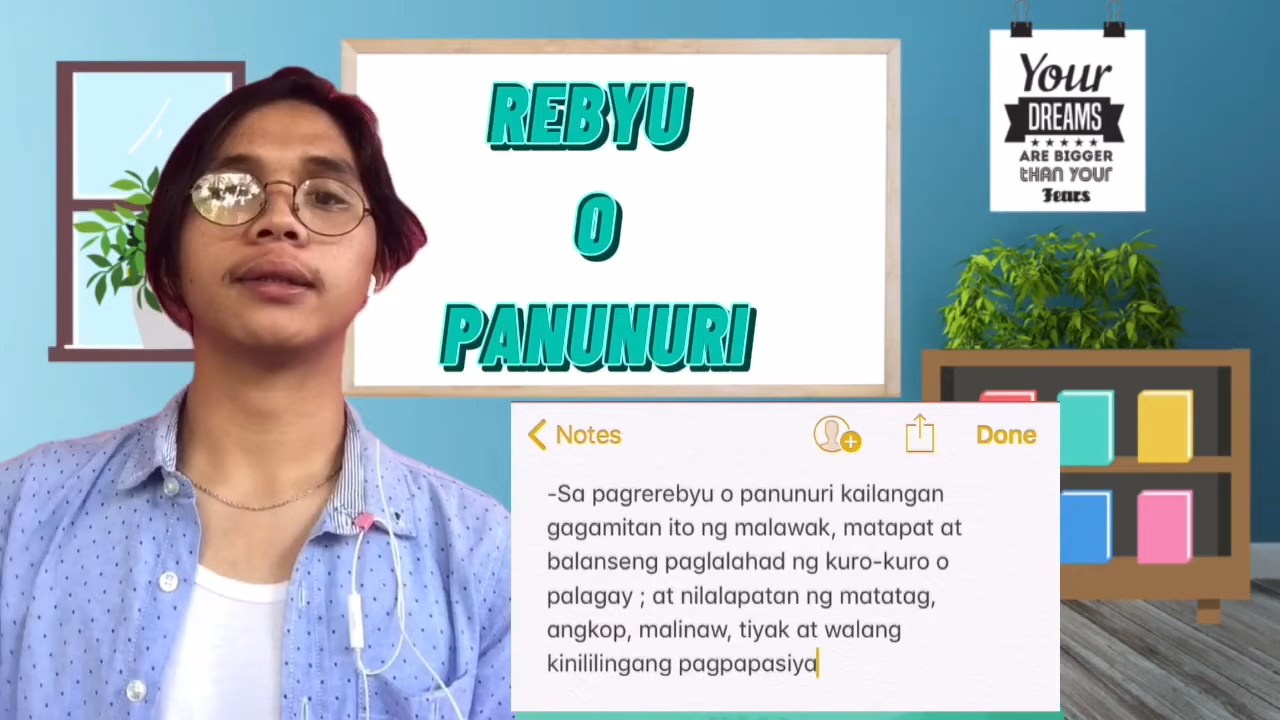 REBYU
O
PANUNURI
Your
DREAMS
ARE BIGGER
THAN YOUR
Fears
Notes
Done
-Sa pagrerebyu o panunuri kailangan
gagamitan ito ng malawak, matapat at
balanseng paglalahad ng kuro-kuro o
palagay ; at nilalapatan ng matatag,
angkop, malinaw, tiyak at walang
kinililingang pagpapasiya